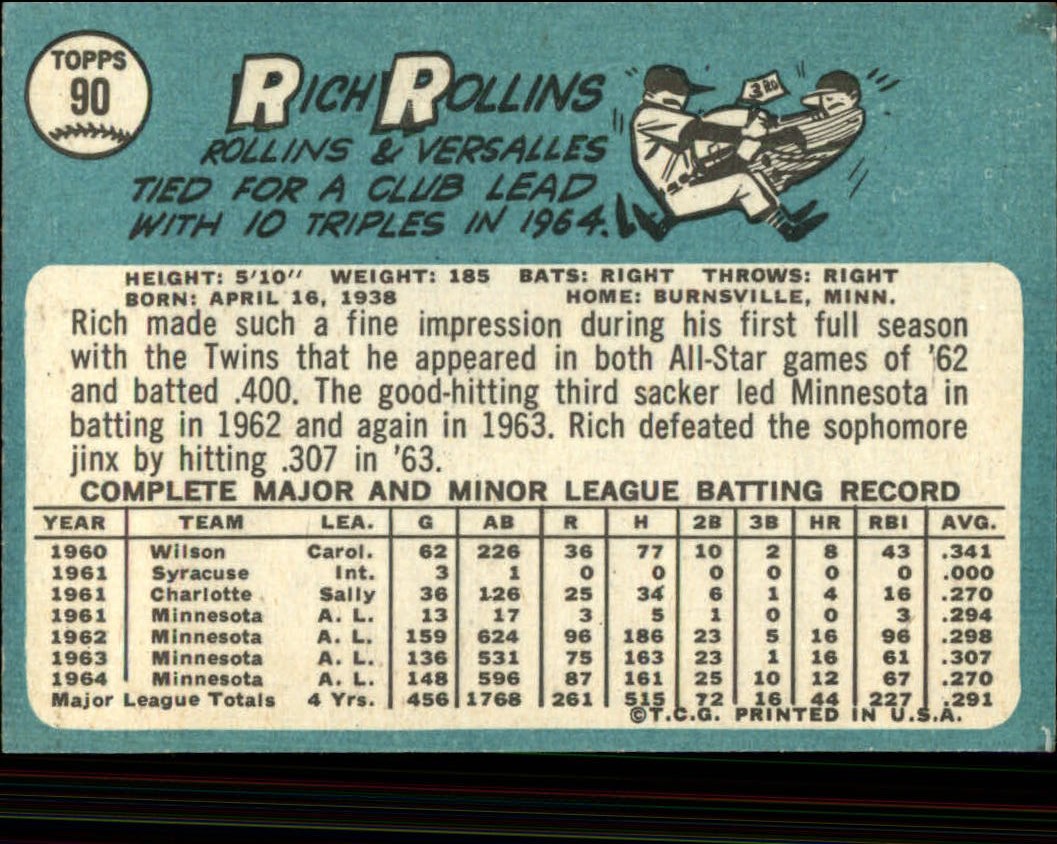 TOPPS
90
RICH ROLLINS
3 RD
ROLLINS & VERSALLES
TIED FOR A CLUB LEAD
WITH 10 TRIPLES IN 1964.
HEIGHT: 5'10" WEIGHT: 185 BATS: RIGHT THROWS: RIGHT
BORN: APRIL 16, 1938 HOME: BURNSVILLE, MINN.
Rich made such a fine impression during his first full season
with the Twins that he appeared in both All-Star games of '62
and batted .400. The good-hitting third sacker led Minnesota in
batting in 1962 and again in 1963. Rich defeated the sophomore
jinx by hitting .307 in '63.
COMPLETE MAJOR AND MINOR LEAGUE BATTING RECORD
YEAR TEAM LEA. G AB R H 2B 3B HR RBI AVG.
1960 Wilson Carol. 62 226 36 77 10 2 8 43 .341
1961 Syracuse Int. 3 1 0 0 0 0 0 0 .000
1961 Charlotte Sally 36 126 25 34 6 1 4 16 .270
1961 Minnesota A. L. 13 17 3 5 1 0 0 3 .294
1962 Minnesota A. L. 159 624 96 186 23 5 16 96 .298
1963 Minnesota A. L. 136 531 75 163 23 1 16 61 .307
1964 Minnesota A. L. 148 596 87 161 25 10 12 67 .270
Major League Totals 4 Yrs. 456 1768 261 515 72 16 44 227 .291
©T.C.G. PRINTED IN U.S.A.